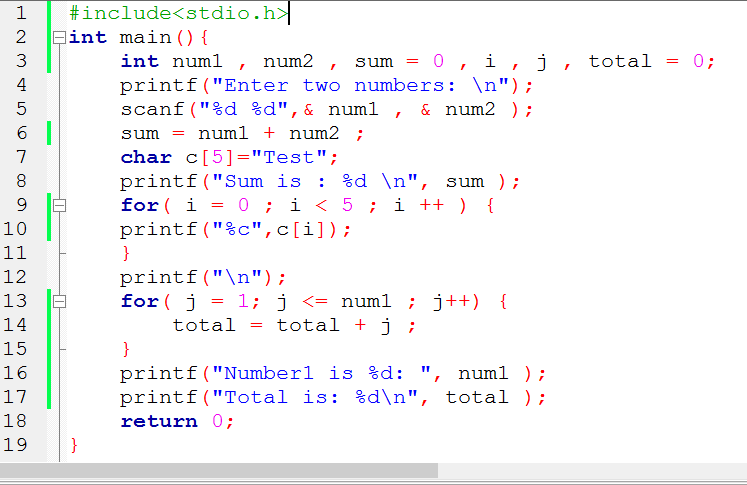 1 #include<stdio.h>
2 int main(){
3 int num1 , num2 , sum = 0 , i , j , total = 0;
4 printf("Enter two numbers: \n");
5 scanf("%d %d",& num1 , & num2 );
6 sum = num1 + num2 ;
7 char c[5]="Test";
8 printf("Sum is : %d \n", sum );
9 for( i = 0 ; i < 5 ; i ++ ) {
10 printf("%c",c[i]);
11 }
12 printf("\n");
13 for( j = 1; j <= num1 ; j++) {
14 total = total + j ;
15 }
16 printf("Number1 is %d: ", num1 );
17 printf("Total is: %d\n", total );
18 return 0;
19 }